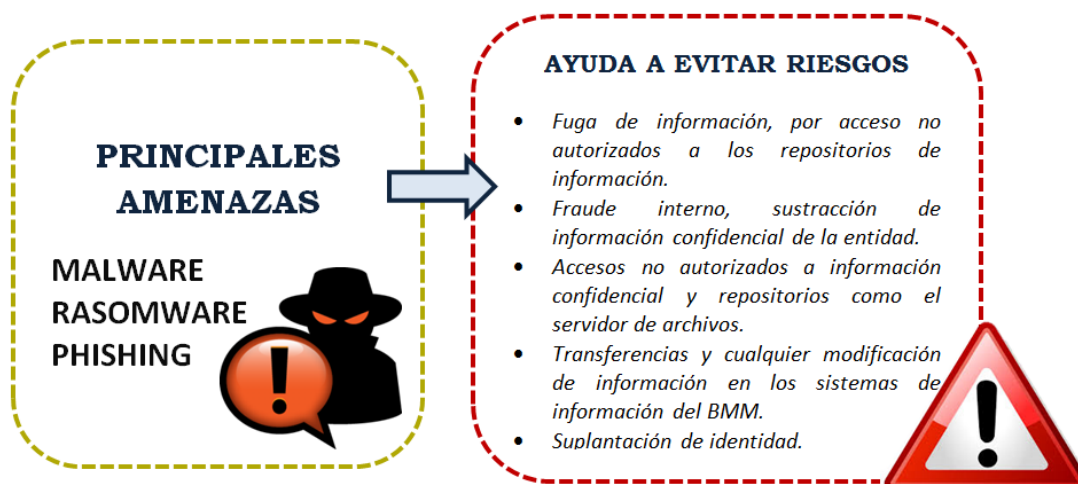 PRINCIPALES
AMENAZAS
MALWARE
RASOMWARE
PHISHING
AYUDA A EVITAR RIESGOS
• Fuga de información, por acceso no
autorizados a los repositorios de
información.
• Fraude interno, sustracción de
información confidencial de la entidad.
• Accesos no autorizados a información
confidencial y repositorios como el
servidor de archivos.
• Transferencias y cualquier modificación
de información en los sistemas de
información del BMM.
• Suplantación de identidad.